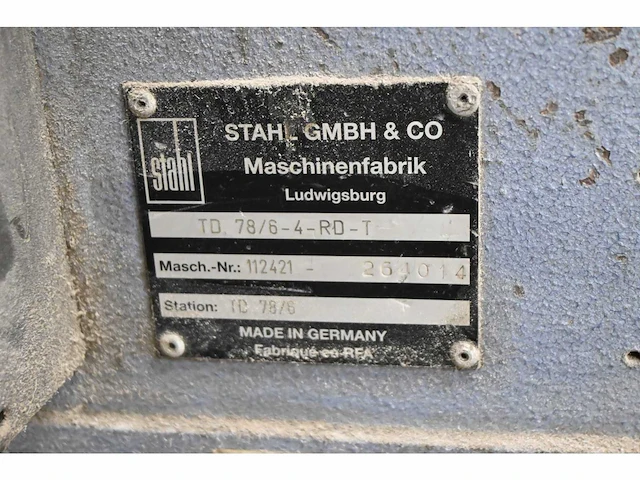 stahl
STAHL GMBH & CO
Maschinenfabrik
Ludwigsburg
TD 78/6-4-RD-T
Masch.-Nr.: 112421 - 264014
Station: TD 78/6
MADE IN GERMANY
Fabriqué en RFA